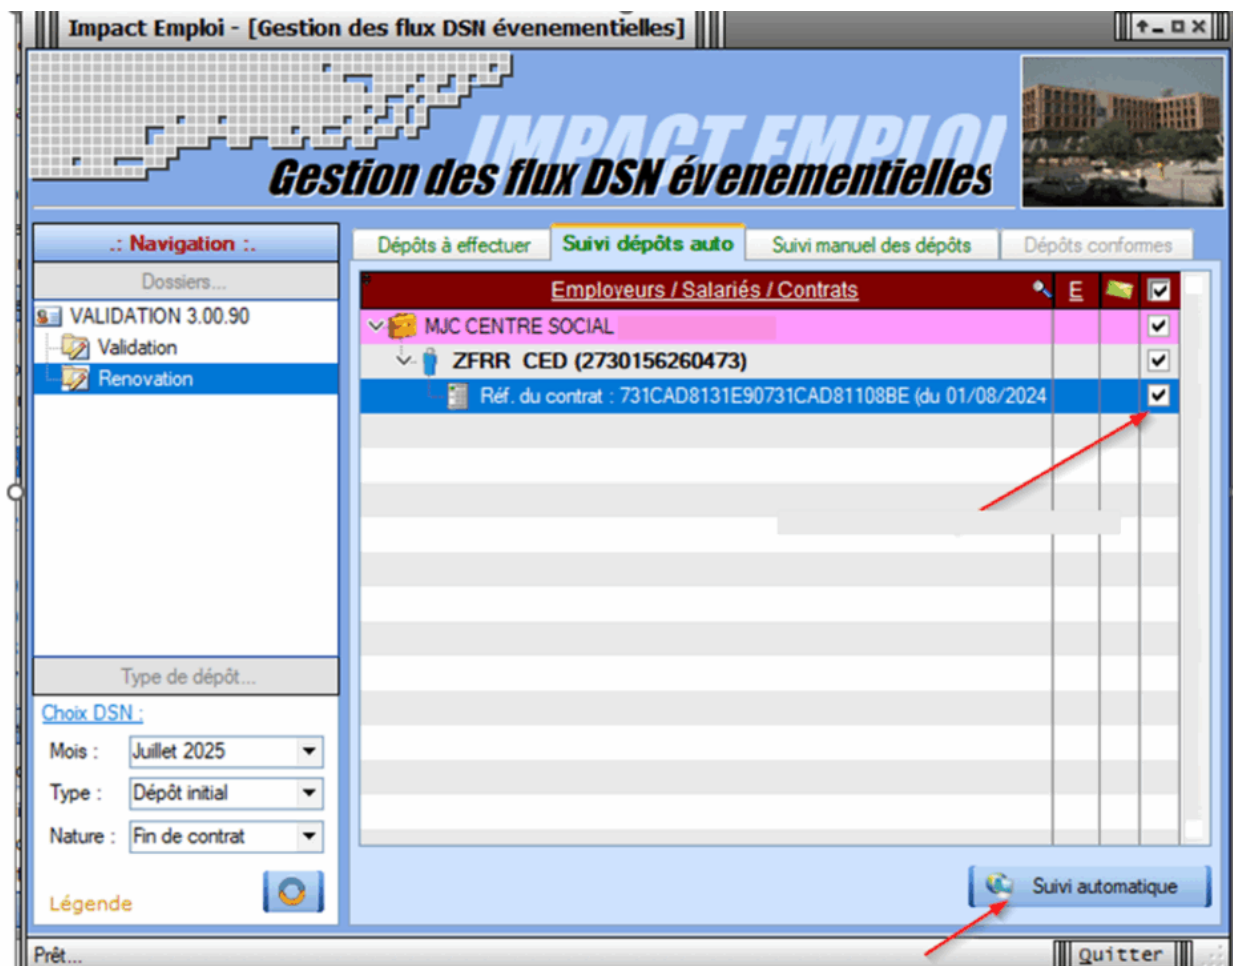 Impact Emploi - [Gestion des flux DSN évenementielles]
IMPACT EMPLOI
Gestion des flux DSN évenementielles
.: Navigation :.
Dépôts à effectuer
Suivi dépôts auto
Suivi manuel des dépôts
Dépôts conformes
Dossiers...
Employeurs / Salariés / Contrats
E
VALIDATION 3.00.90
Validation
Renovation
MJC CENTRE SOCIAL
ZFRR CED (2730156260473)
Réf. du contrat : 731CAD8131E90731CAD81108BE (du 01/08/2024
Type de dépôt...
Choix DSN :
Mois : Juillet 2025
Type : Dépôt initial
Nature : Fin de contrat
Légende
Suivi automatique
Prêt...
Quitter